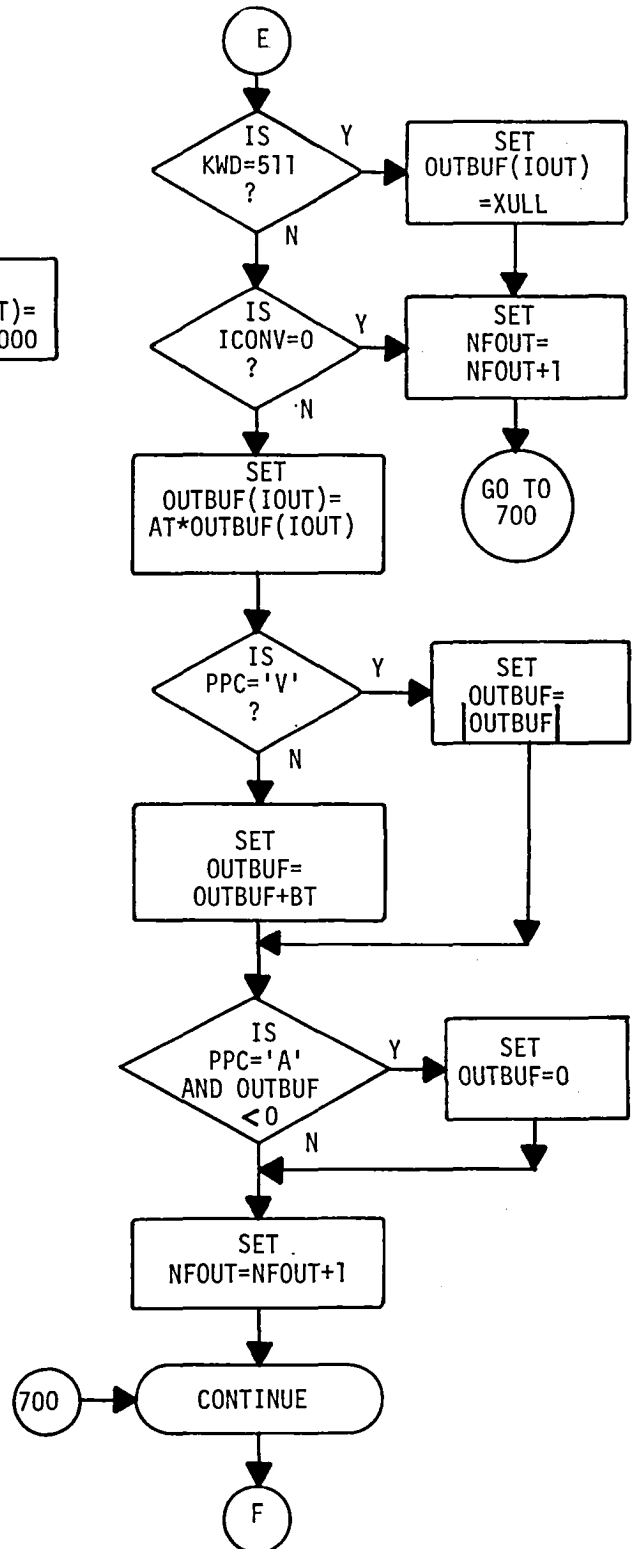 E
IS
KWD=511
?
Y
N
SET
OUTBUF(IOUT)
=XULL
T)=
000
IS
ICONV=0
?
Y
N
SET
NFOUT=
NFOUT+1
GO TO
700
SET
OUTBUF(IOUT)=
AT*OUTBUF(IOUT)
IS
PPC='V'
?
Y
N
SET
OUTBUF=
|OUTBUF|
SET
OUTBUF=
OUTBUF+BT
IS
PPC='A'
AND OUTBUF
<0
Y
N
SET
OUTBUF=0
SET
NFOUT=NFOUT+1
700
CONTINUE
F